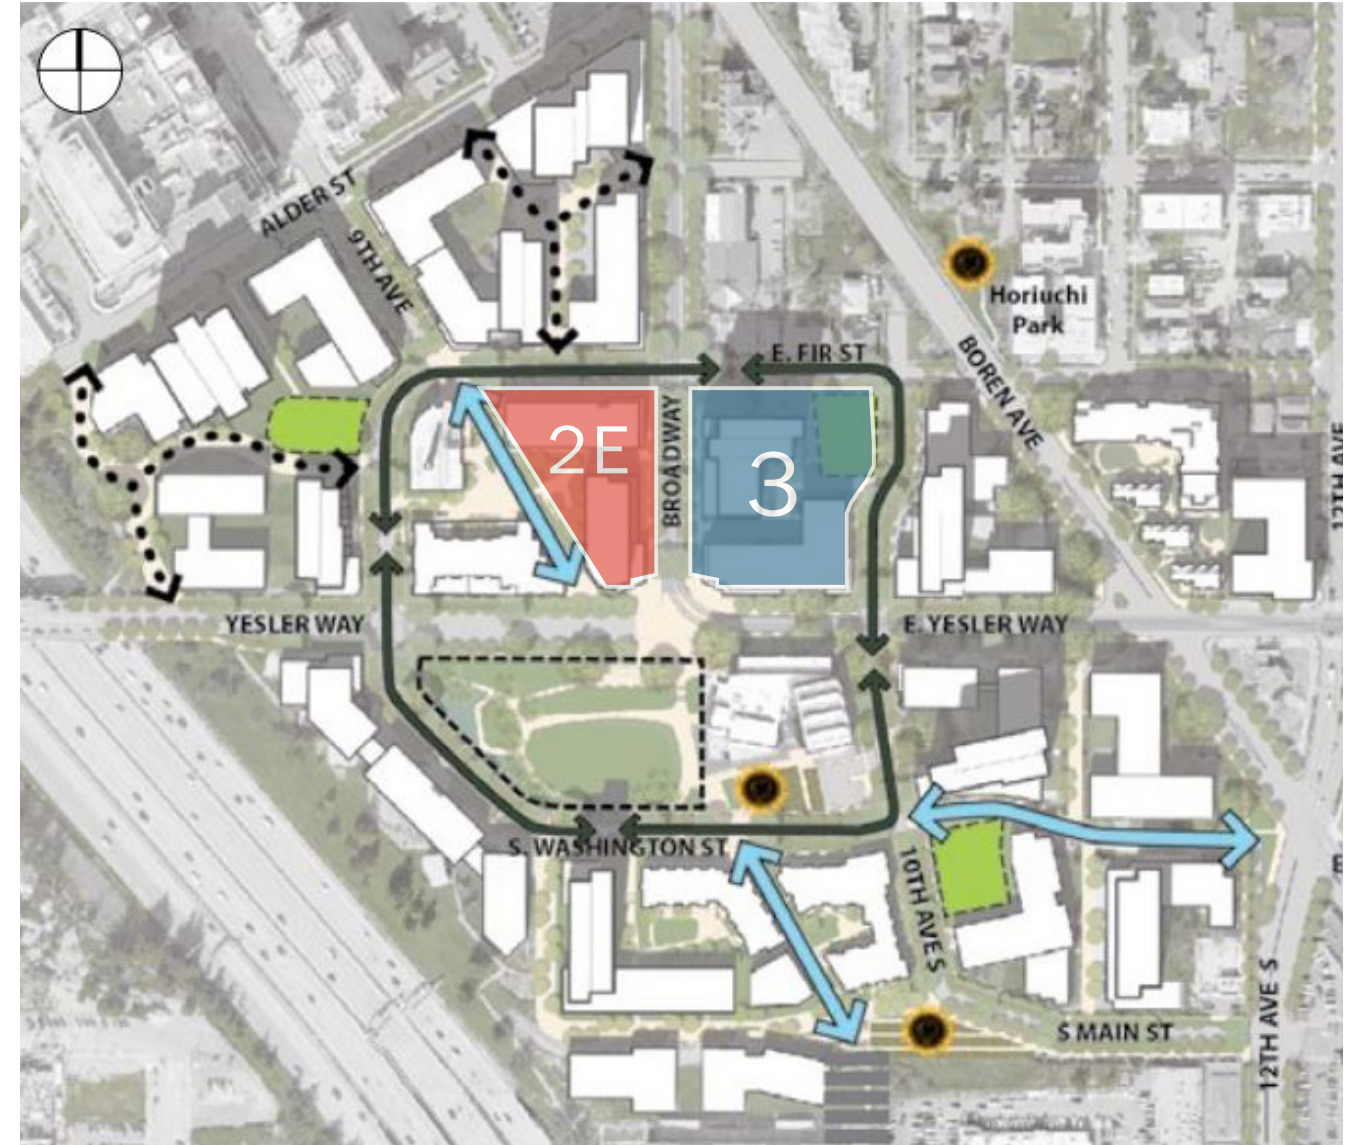 ALDER ST
9TH AVE
Horiuchi
Park
BOREN AVE
E. FIR ST
2E
BROADWAY
3
12TH AVE
YESLER WAY
E. YESLER WAY
S. WASHINGTON ST
10TH AVE S
S MAIN ST
12TH AVE S